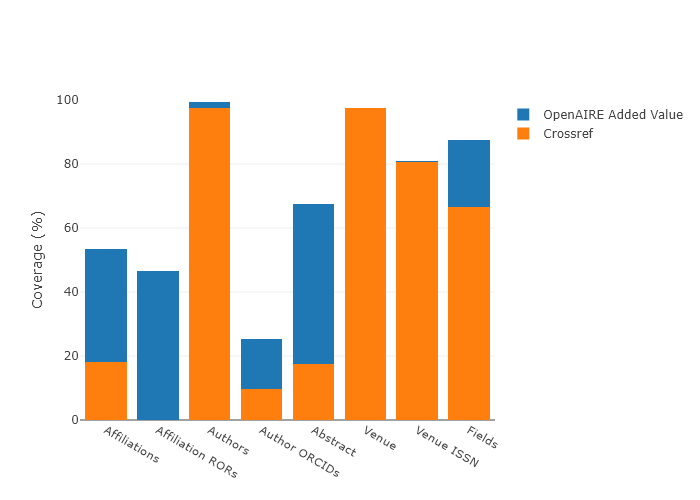 100
80
60
40
20
0
Coverage (%)
Affiliations
Affiliation RORs
Authors
Author ORCIDs
Abstract
Venue
Venue ISSN
Fields
OpenAIRE Added Value
Crossref